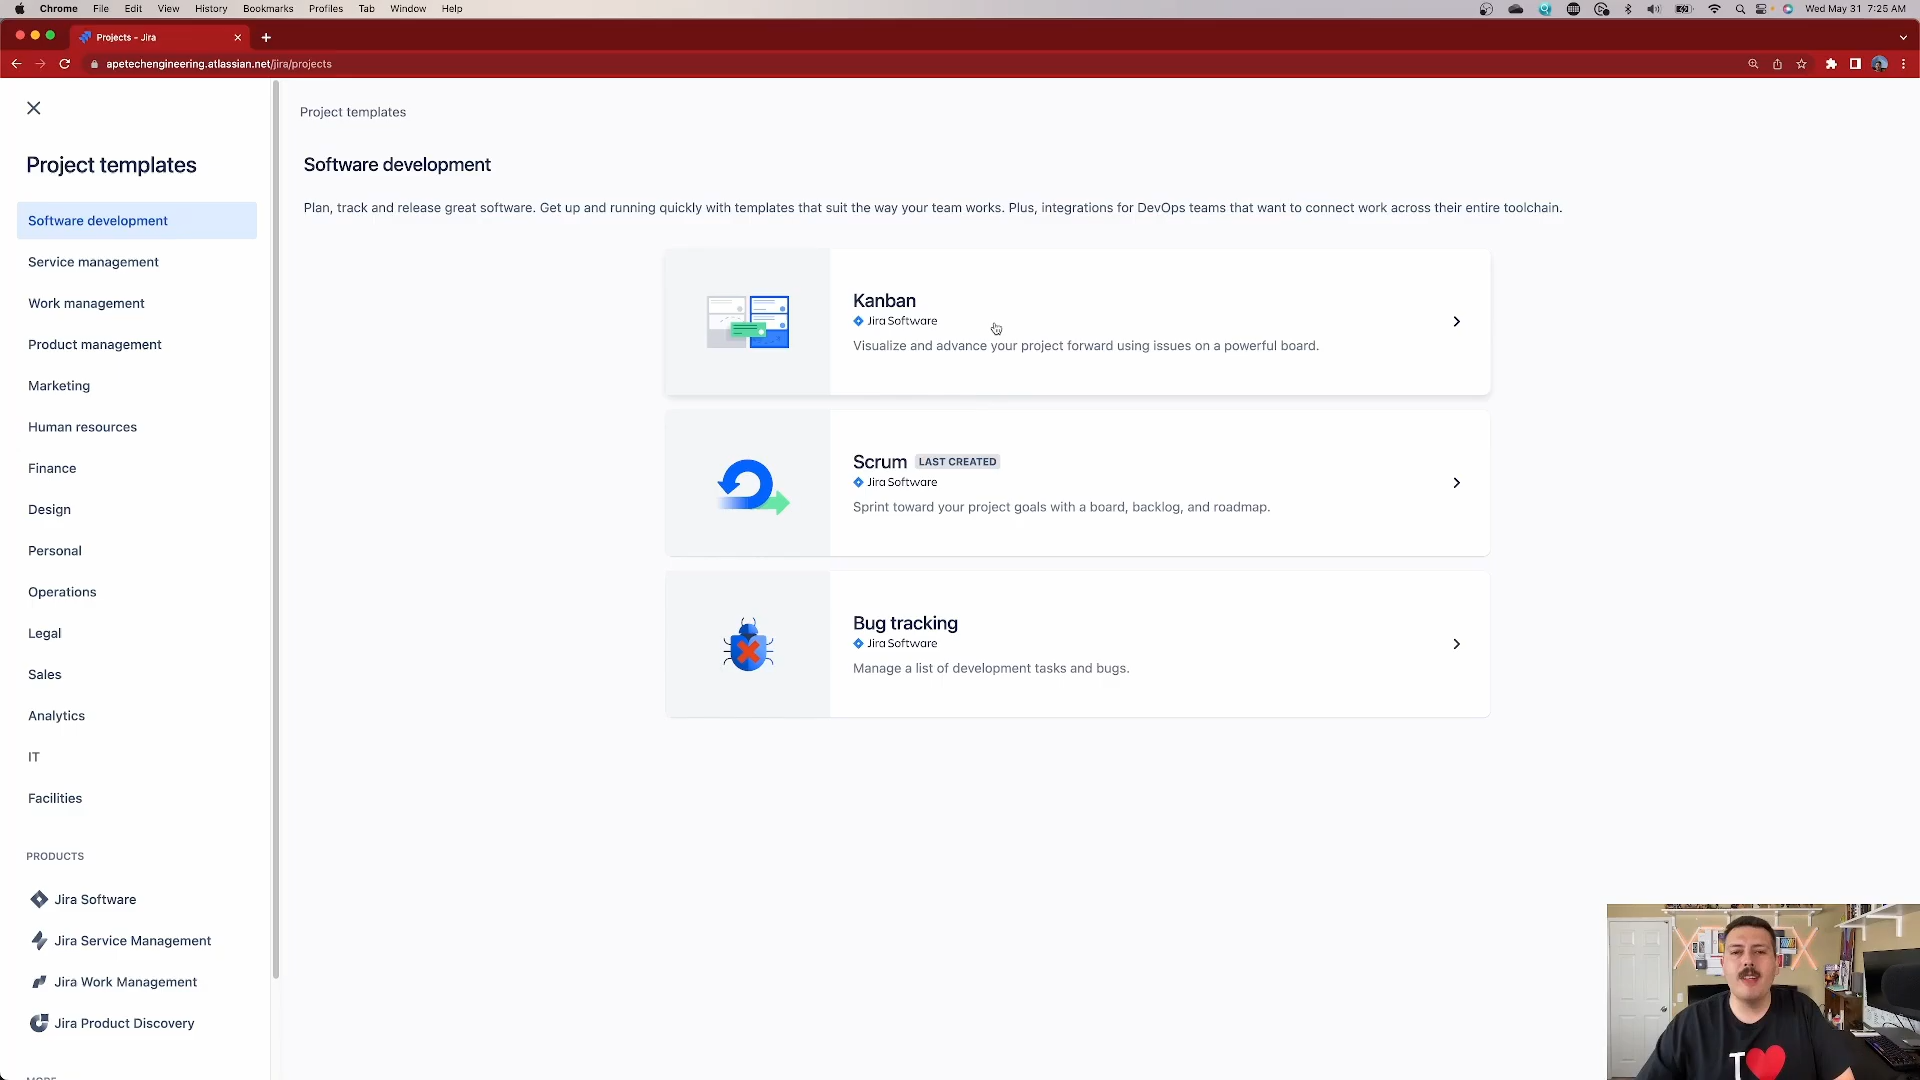 Chrome File Edit View History Bookmarks Profiles Tab Window Help
Wed May 31 7:25 AM
Projects - Jira
apetechengineering.atlassian.net/jira/projects
Project templates
Software development
Service management
Work management
Product management
Marketing
Human resources
Finance
Design
Personal
Operations
Legal
Sales
Analytics
IT
Facilities
PRODUCTS
Jira Software
Jira Service Management
Jira Work Management
Jira Product Discovery
MORE
Project templates
Software development
Plan, track and release great software. Get up and running quickly with templates that suit the way your team works. Plus, integrations for DevOps teams that want to connect work across their entire toolchain.
Kanban
Jira Software
Visualize and advance your project forward using issues on a powerful board.
Scrum LAST CREATED
Jira Software
Sprint toward your project goals with a board, backlog, and roadmap.
Bug tracking
Jira Software
Manage a list of development tasks and bugs.
I